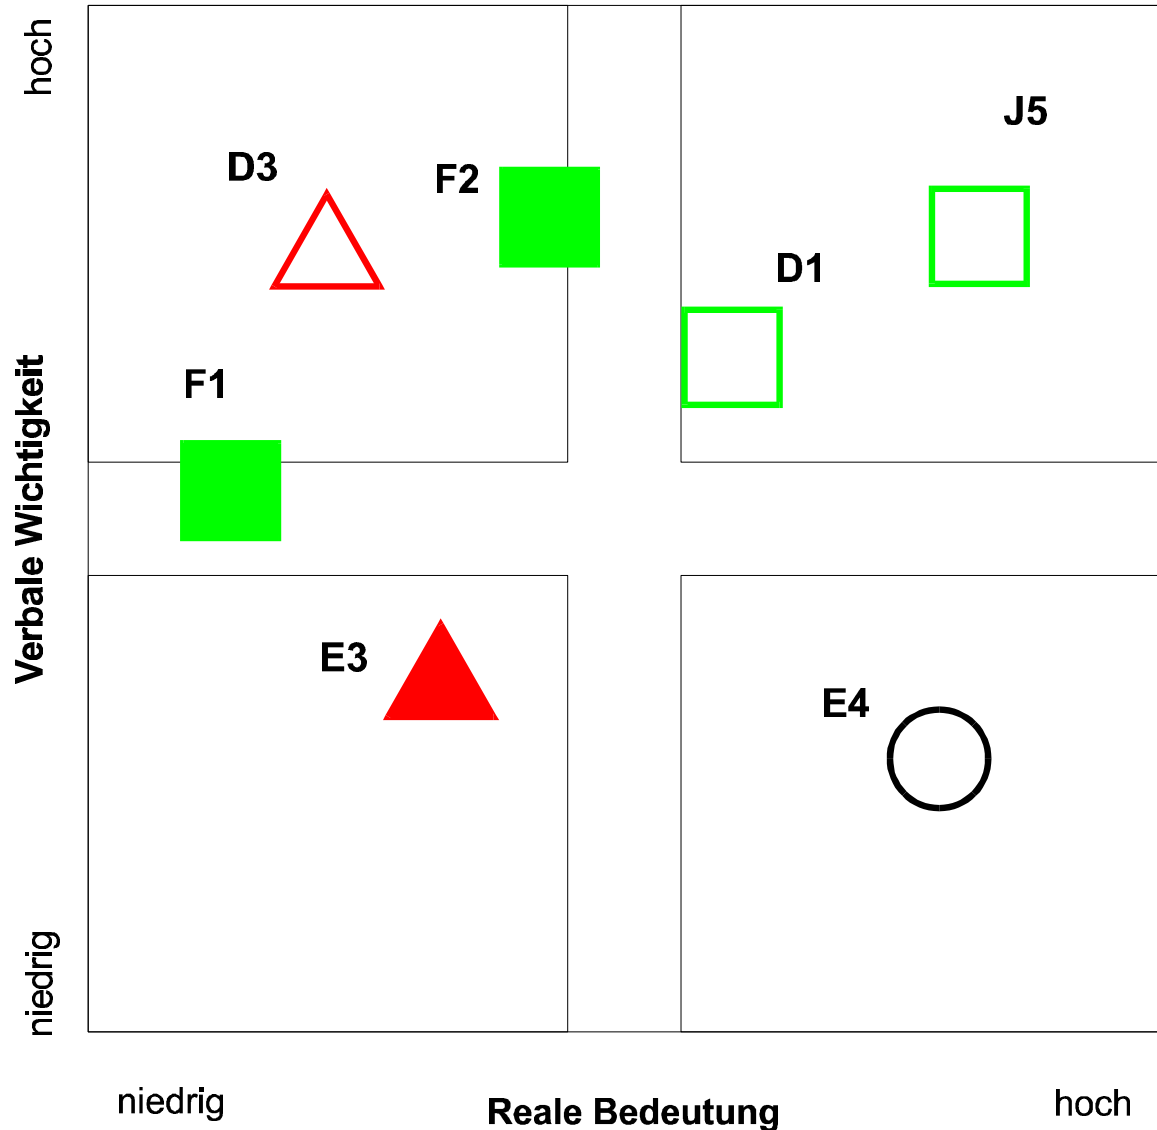 hoch
J5
D3
F2
D1
F1
Verbale Wichtigkeit
E3
E4
niedrig
niedrig
Reale Bedeutung
hoch